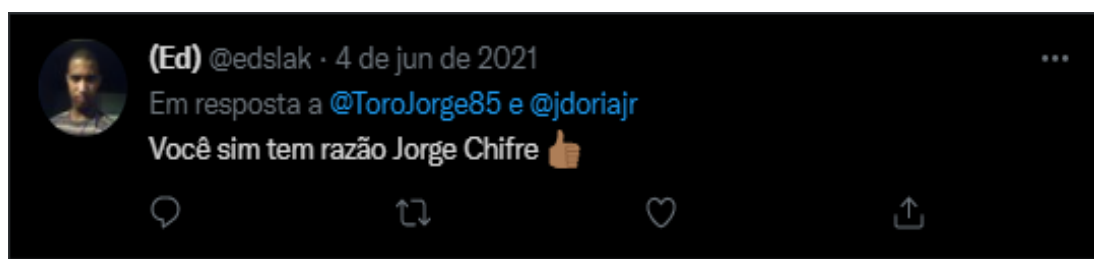 (Ed) @edslak · 4 de jun de 2021
Em resposta a @ToroJorge85 e @jdoriajr
Você sim tem razão Jorge Chifre 👍🏽